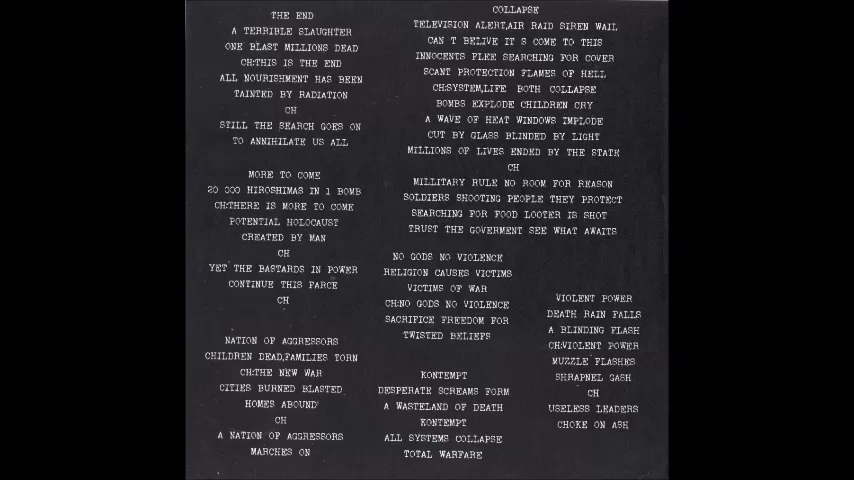 THE END
A TERRIBLE SLAUGHTER
ONE BLAST MILLIONS DEAD
CH:THIS IS THE END
ALL NOURISHMENT HAS BEEN
TAINTED BY RADIATION
CH
STILL THE SEARCH GOES ON
TO ANNIHILATE US ALL
MORE TO COME
20 000 HIROSHIMAS IN 1 BOMB
CH:THERE IS MORE TO COME
POTENTIAL HOLOCAUST
CREATED BY MAN
CH
YET THE BASTARDS IN POWER
CONTINUE THIS FARCE
CH
NATION OF AGGRESSORS
CHILDREN DEAD,FAMILIES TORN
CH:THE NEW WAR
CITIES BURNED BLASTED
HOMES ABOUND
CH
A NATION OF AGGRESSORS
MARCHES ON
COLLAPSE
TELEVISION ALERT,AIR RAID SIREN WAIL
CAN T BELIVE IT S COME TO THIS
INNOCENTS FLEE SEARCHING FOR COVER
SCANT PROTECTION FLAMES OF HELL
CH:SYSTEM,LIFE BOTH COLLAPSE
BOMBS EXPLODE CHILDREN CRY
A WAVE OF HEAT WINDOWS IMPLODE
CUT BY GLASS BLINDED BY LIGHT
MILLIONS OF LIVES ENDED BY THE STATE
CH
MILLITARY RULE NO ROOM FOR REASON
SOLDIERS SHOOTING PEOPLE THEY PROTECT
SEARCHING FOR FOOD LOOTER IS SHOT
TRUST THE GOVERMENT SEE WHAT AWAITS
NO GODS NO VIOLENCE
RELIGION CAUSES VICTIMS
VICTIMS OF WAR
CH:NO GODS NO VIOLENCE
SACRIFICE FREEDOM FOR
TWISTED BELIEFS
KONTEMPT
DESPERATE SCREAMS FORM
A WASTELAND OF DEATH
KONTEMPT
ALL SYSTEMS COLLAPSE
TOTAL WARFARE
VIOLENT POWER
DEATH RAIN FALLS
A BLINDING FLASH
CH:VIOLENT POWER
MUZZLE FLASHES
SHRAPNEL GASH
CH
USELESS LEADERS
CHOKE ON ASH